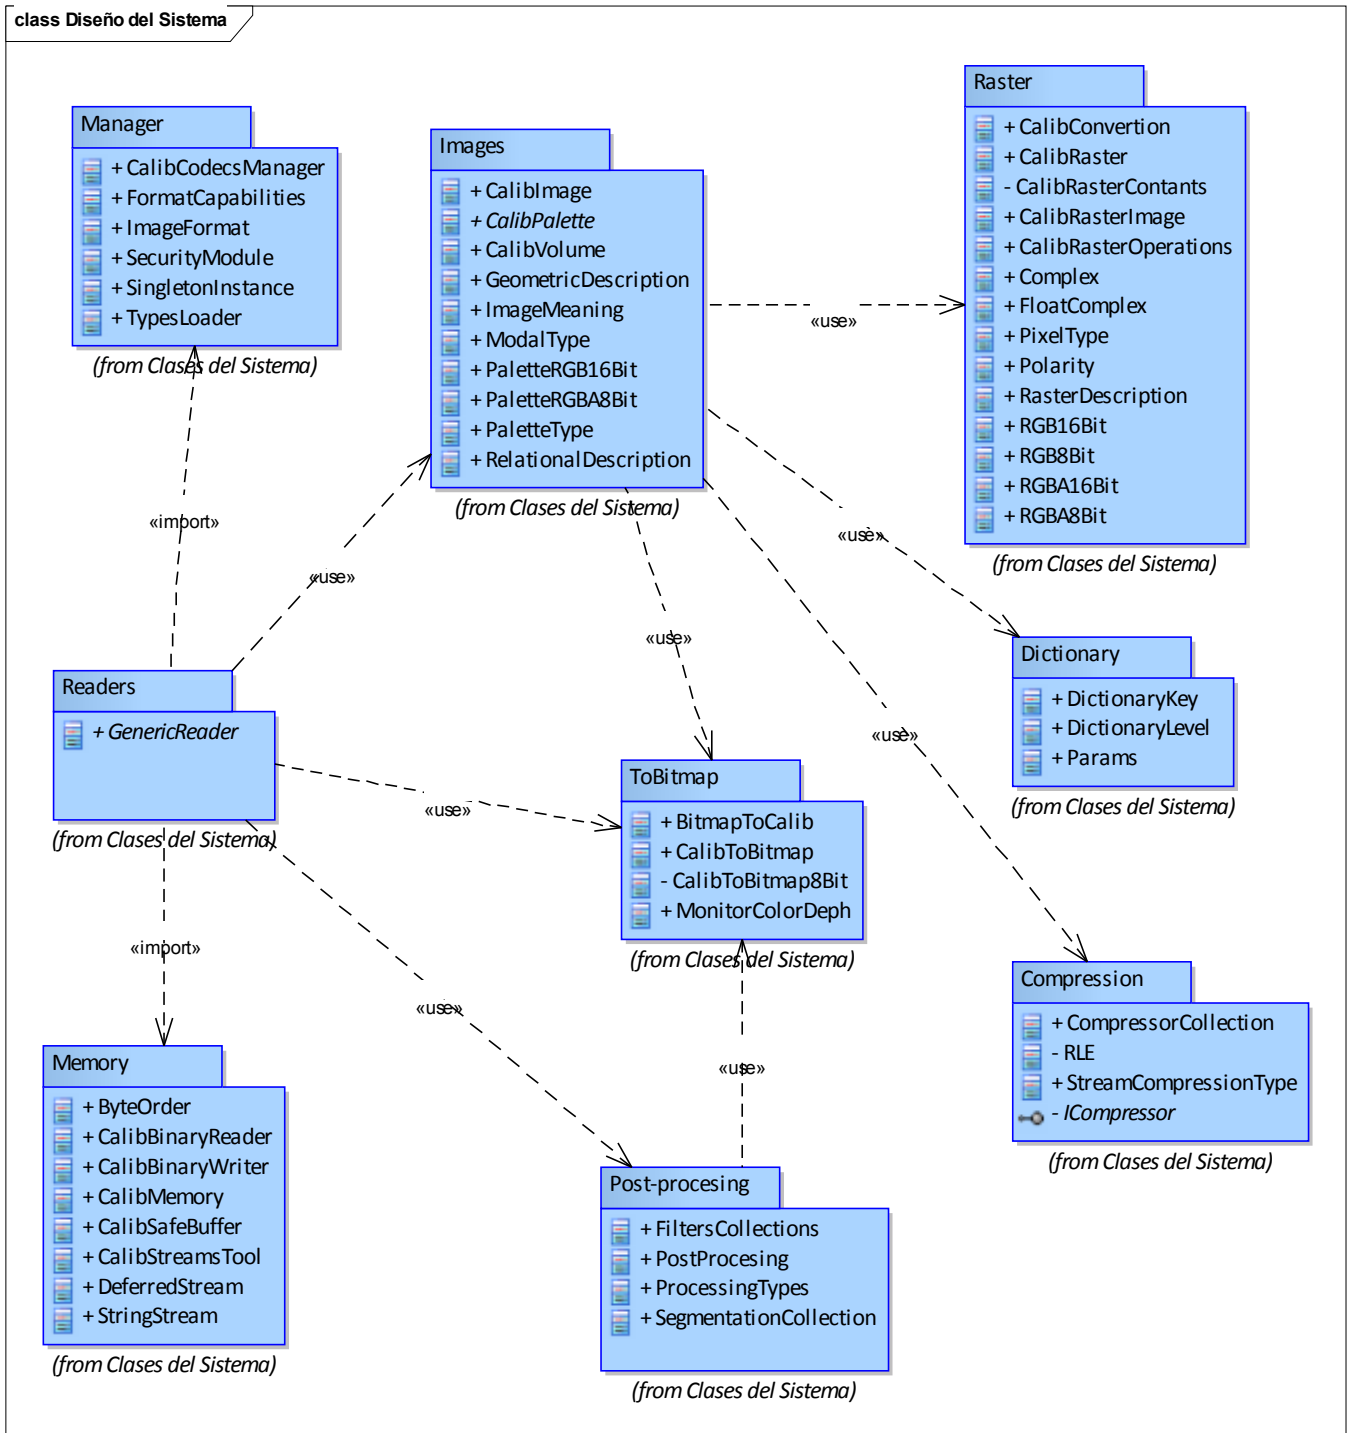 class Diseño del Sistema
Manager
+ CalibCodecsManager
+ FormatCapabilities
+ ImageFormat
+ SecurityModule
+ SingletonInstance
+ TypesLoader
(from Clases del Sistema)
Images
+ CalibImage
+ CalibPalette
+ CalibVolume
+ GeometricDescription
+ ImageMeaning
+ ModalType
+ PaletteRGB16Bit
+ PaletteRGBA8Bit
+ PaletteType
+ RelationalDescription
(from Clases del Sistema)
Raster
+ CalibConvertion
+ CalibRaster
- CalibRasterContants
+ CalibRasterImage
+ CalibRasterOperations
+ Complex
+ FloatComplex
+ PixelType
+ Polarity
+ RasterDescription
+ RGB16Bit
+ RGB8Bit
+ RGBA16Bit
+ RGBA8Bit
(from Clases del Sistema)
«use»
«import»
«use»
«use»
«use»
«use»
Readers
+ GenericReader
(from Clases del Sistema)
Dictionary
+ DictionaryKey
+ DictionaryLevel
+ Params
(from Clases del Sistema)
«use»
ToBitmap
+ BitmapToCalib
+ CalibToBitmap
- CalibToBitmap8Bit
+ MonitorColorDeph
(from Clases del Sistema)
«import»
«use»
«use»
Compression
+ CompressorCollection
- RLE
+ StreamCompressionType
- ICompressor
(from Clases del Sistema)
Memory
+ ByteOrder
+ CalibBinaryReader
+ CalibBinaryWriter
+ CalibMemory
+ CalibSafeBuffer
+ CalibStreamsTool
+ DeferredStream
+ StringStream
(from Clases del Sistema)
Post-procesing
+ FiltersCollections
+ PostProcesing
+ ProcessingTypes
+ SegmentationCollection
(from Clases del Sistema)